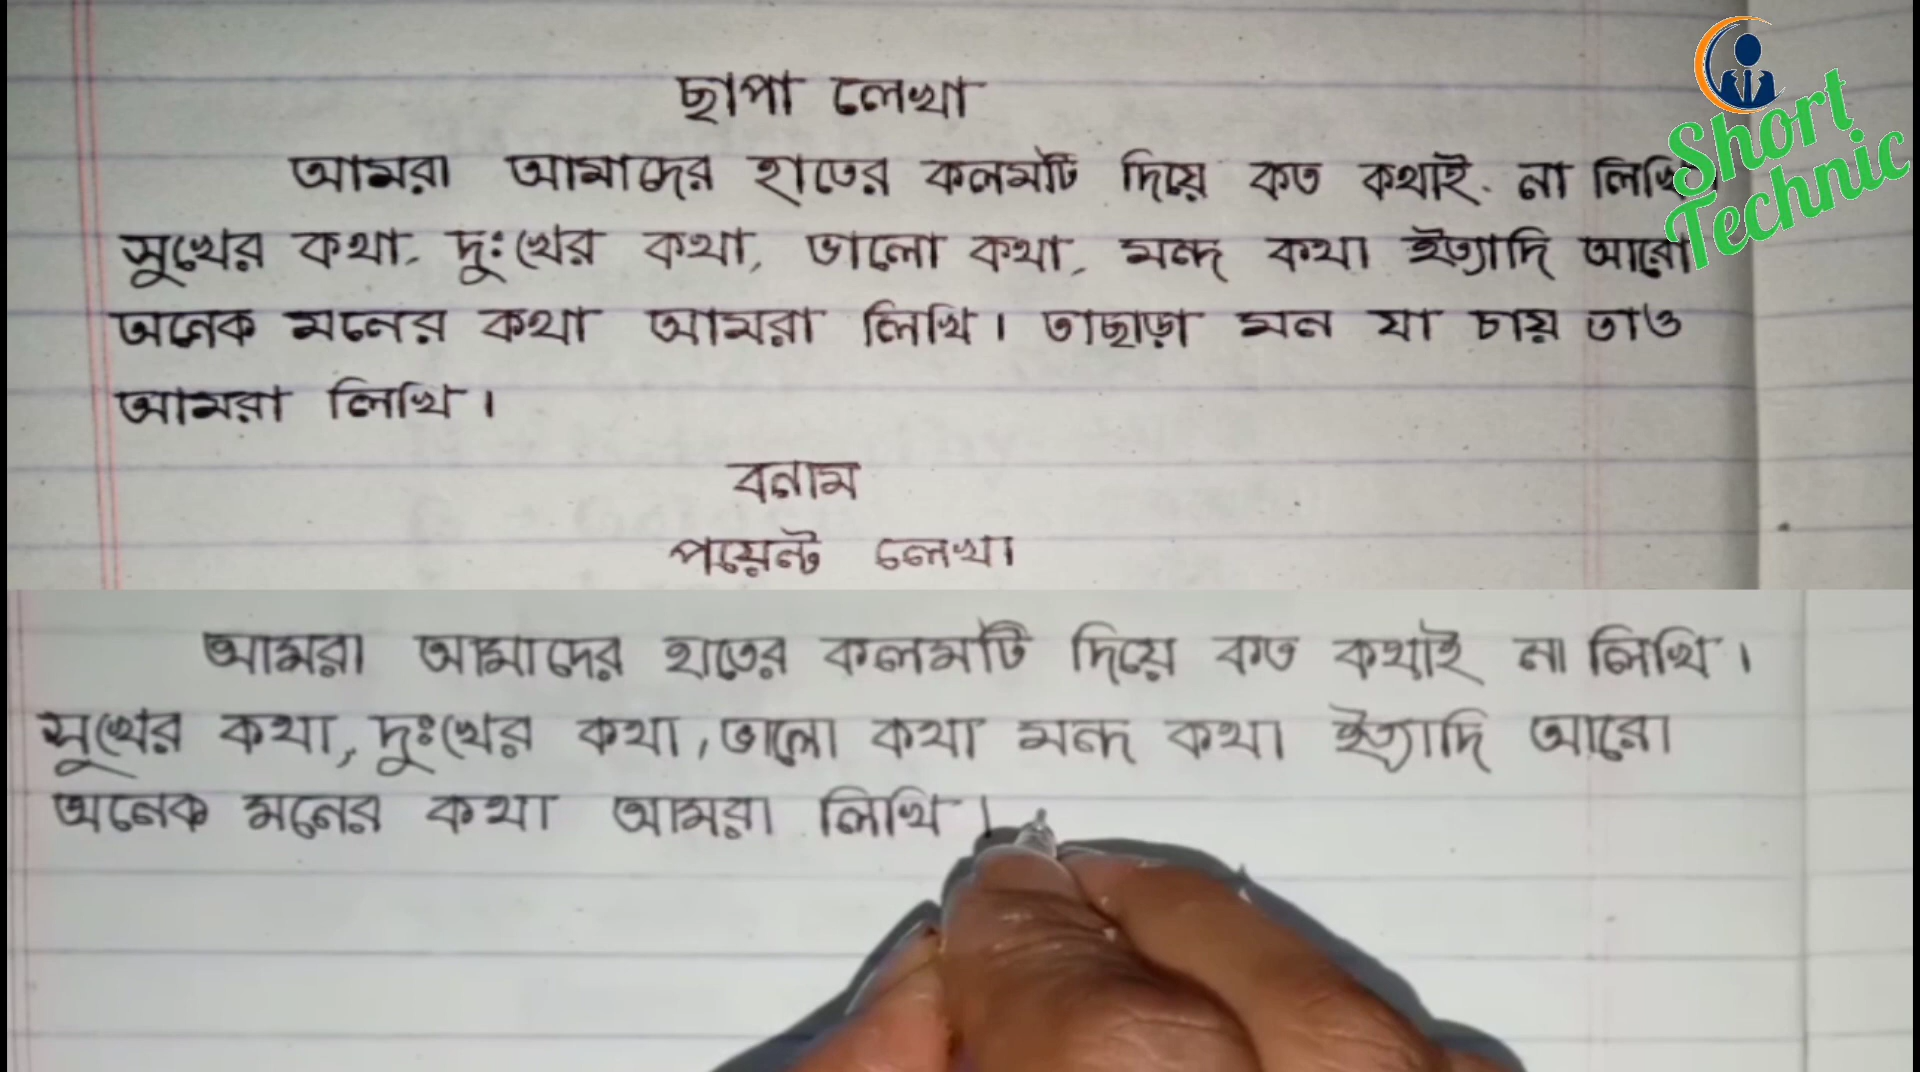 ছাপা লেখা
আমরা আমাদের হাতের কলমটি দিয়ে কত কথাই না লিখি।
সুখের কথা, দুঃখের কথা, ভালো কথা, মন্দ কথা ইত্যাদি আরো
অনেক মনের কথা আমরা লিখি। তাছাড়া মন যা চায় তাও
আমরা লিখি।
বনাম
পয়েন্ট লেখা
আমরা আমাদের হাতের কলমটি দিয়ে কত কথাই না লিখি।
সুখের কথা, দুঃখের কথা, ভালো কথা মন্দ কথা ইত্যাদি আরো
অনেক মনের কথা আমরা লিখি।
Short
Technic